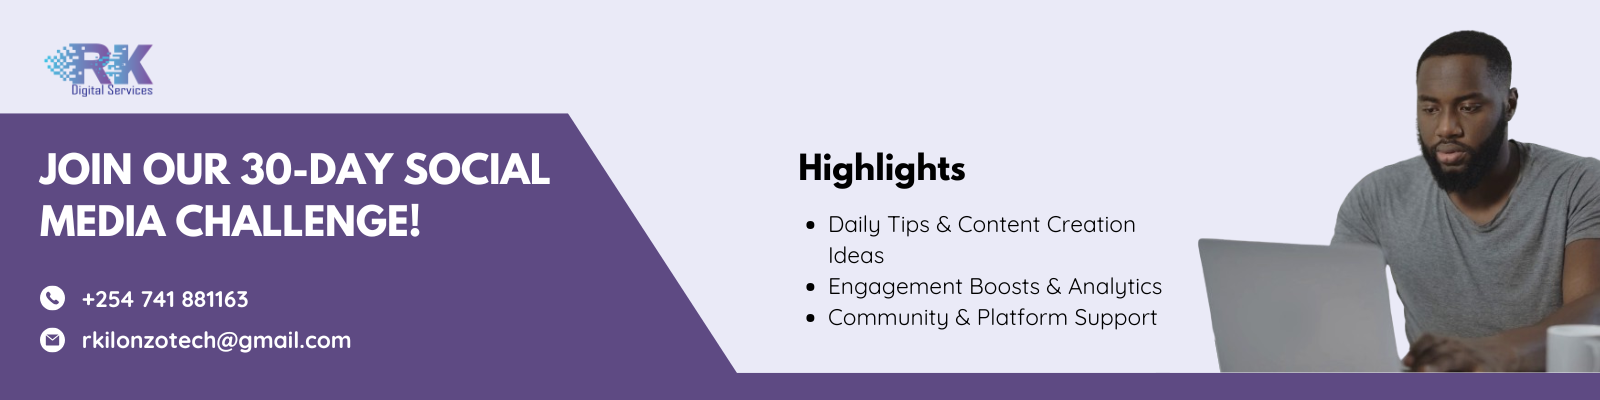 RK
Digital Services
JOIN OUR 30-DAY SOCIAL
MEDIA CHALLENGE!
+254 741 881163
rkilonzotech@gmail.com
Highlights
• Daily Tips & Content Creation
Ideas
• Engagement Boosts & Analytics
• Community & Platform Support